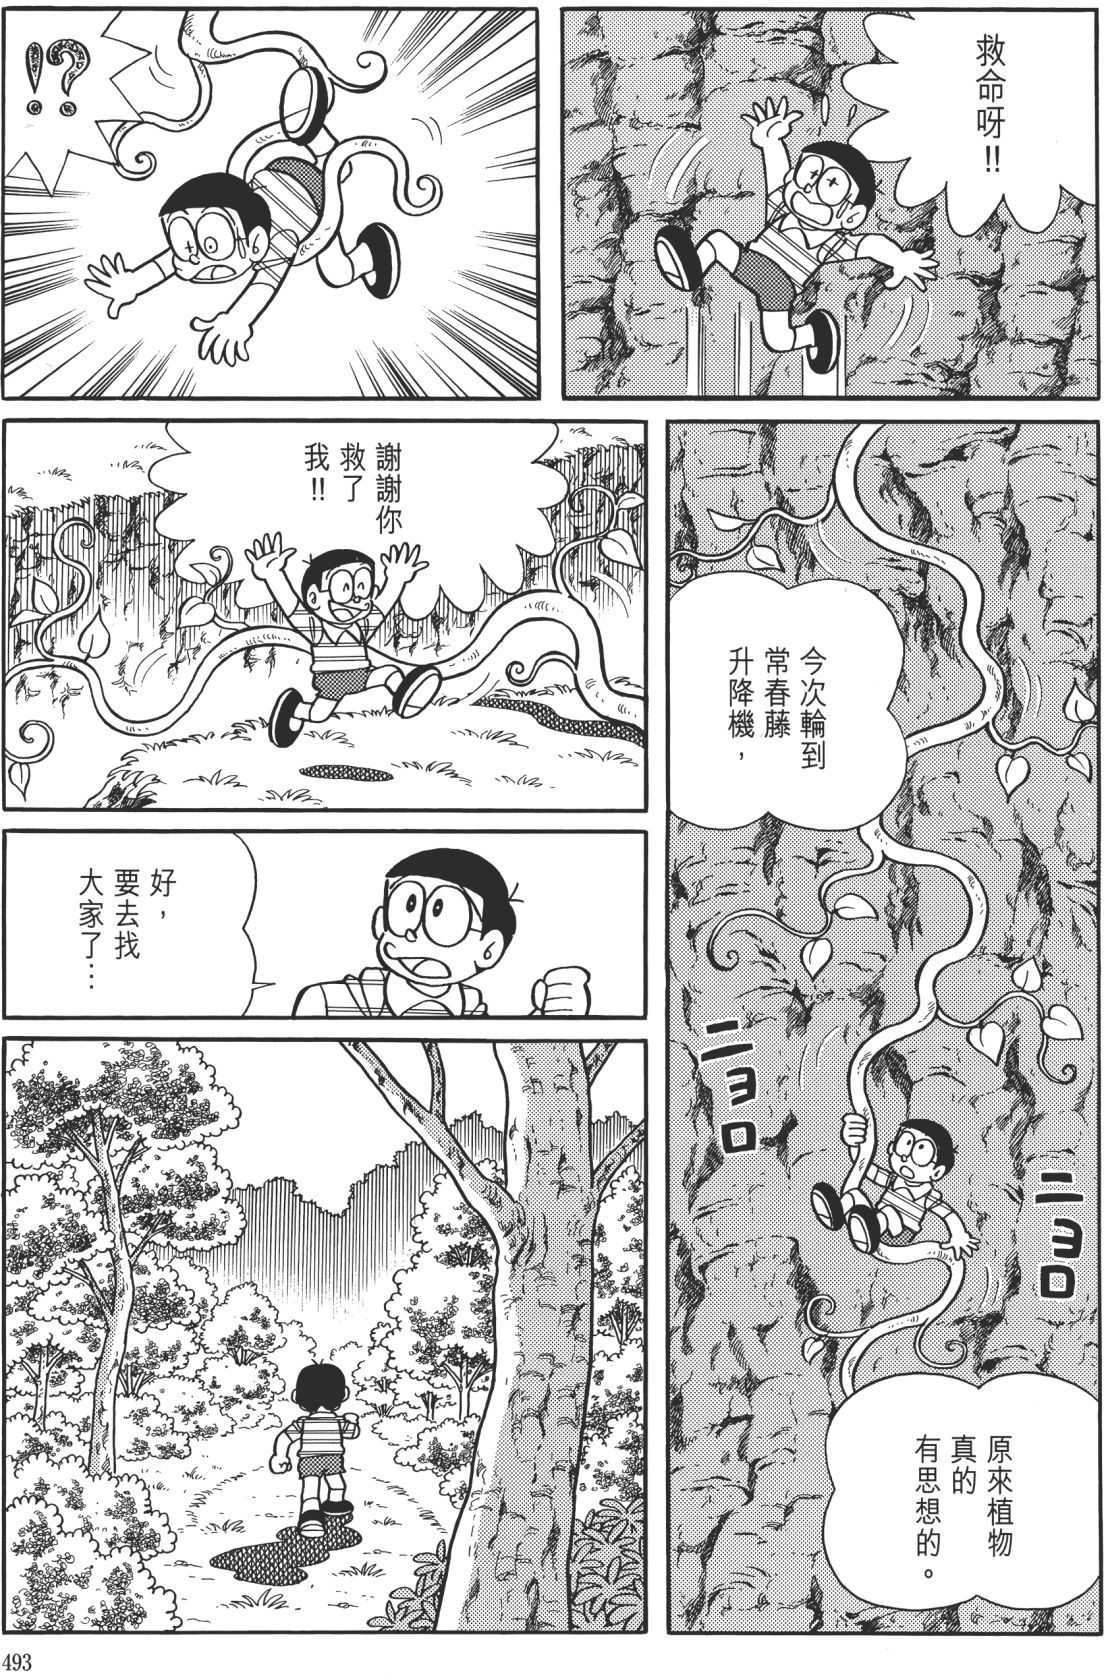 救命呀!!
!?
今次輪到
常春藤
升降機，
ニョロ
ニョロ
原來植物
真的
有思想的。
謝謝你
救了
我!!
好，
要去找
大家了…
493